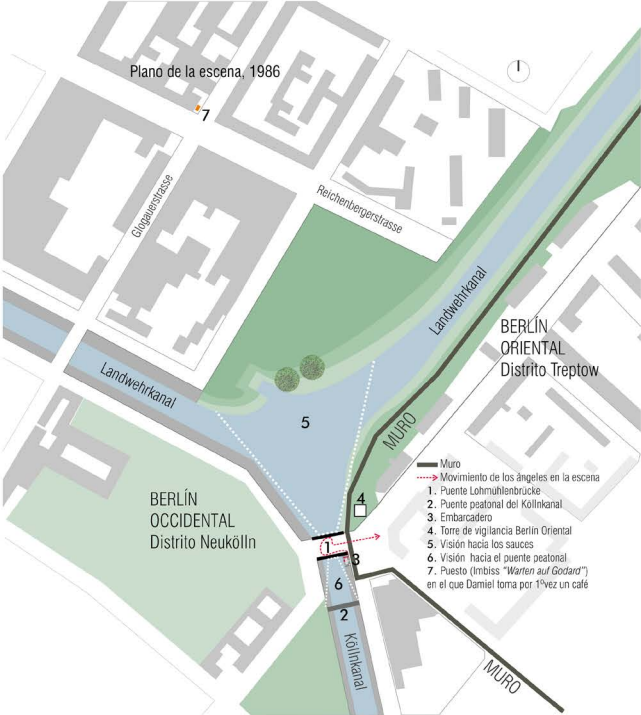 Plano de la escena, 1986
7
Glogauerstrasse
Reichenbergerstrasse
Landwehrkanal
Landwehrkanal
BERLÍN
ORIENTAL
Distrito Treptow
5
MURO
BERLÍN
OCCIDENTAL
Distrito Neukölln
4
1
3
6
2
Köllnkanal
MURO
Muro
Movirniento de los ángeles en la escena
1. Puente Lohmühlenbrücke
2. Puente peatonal del Köllnkanal
3. Embarcadero
4. Torre de vigilancia Berlín Oriental
5. Visión hacia los sauces
6. Visión hacia el puente peatonal
7. Puesto (Imbiss "Warten auf Godard")
en el que Damiel toma por 1ºvez un café